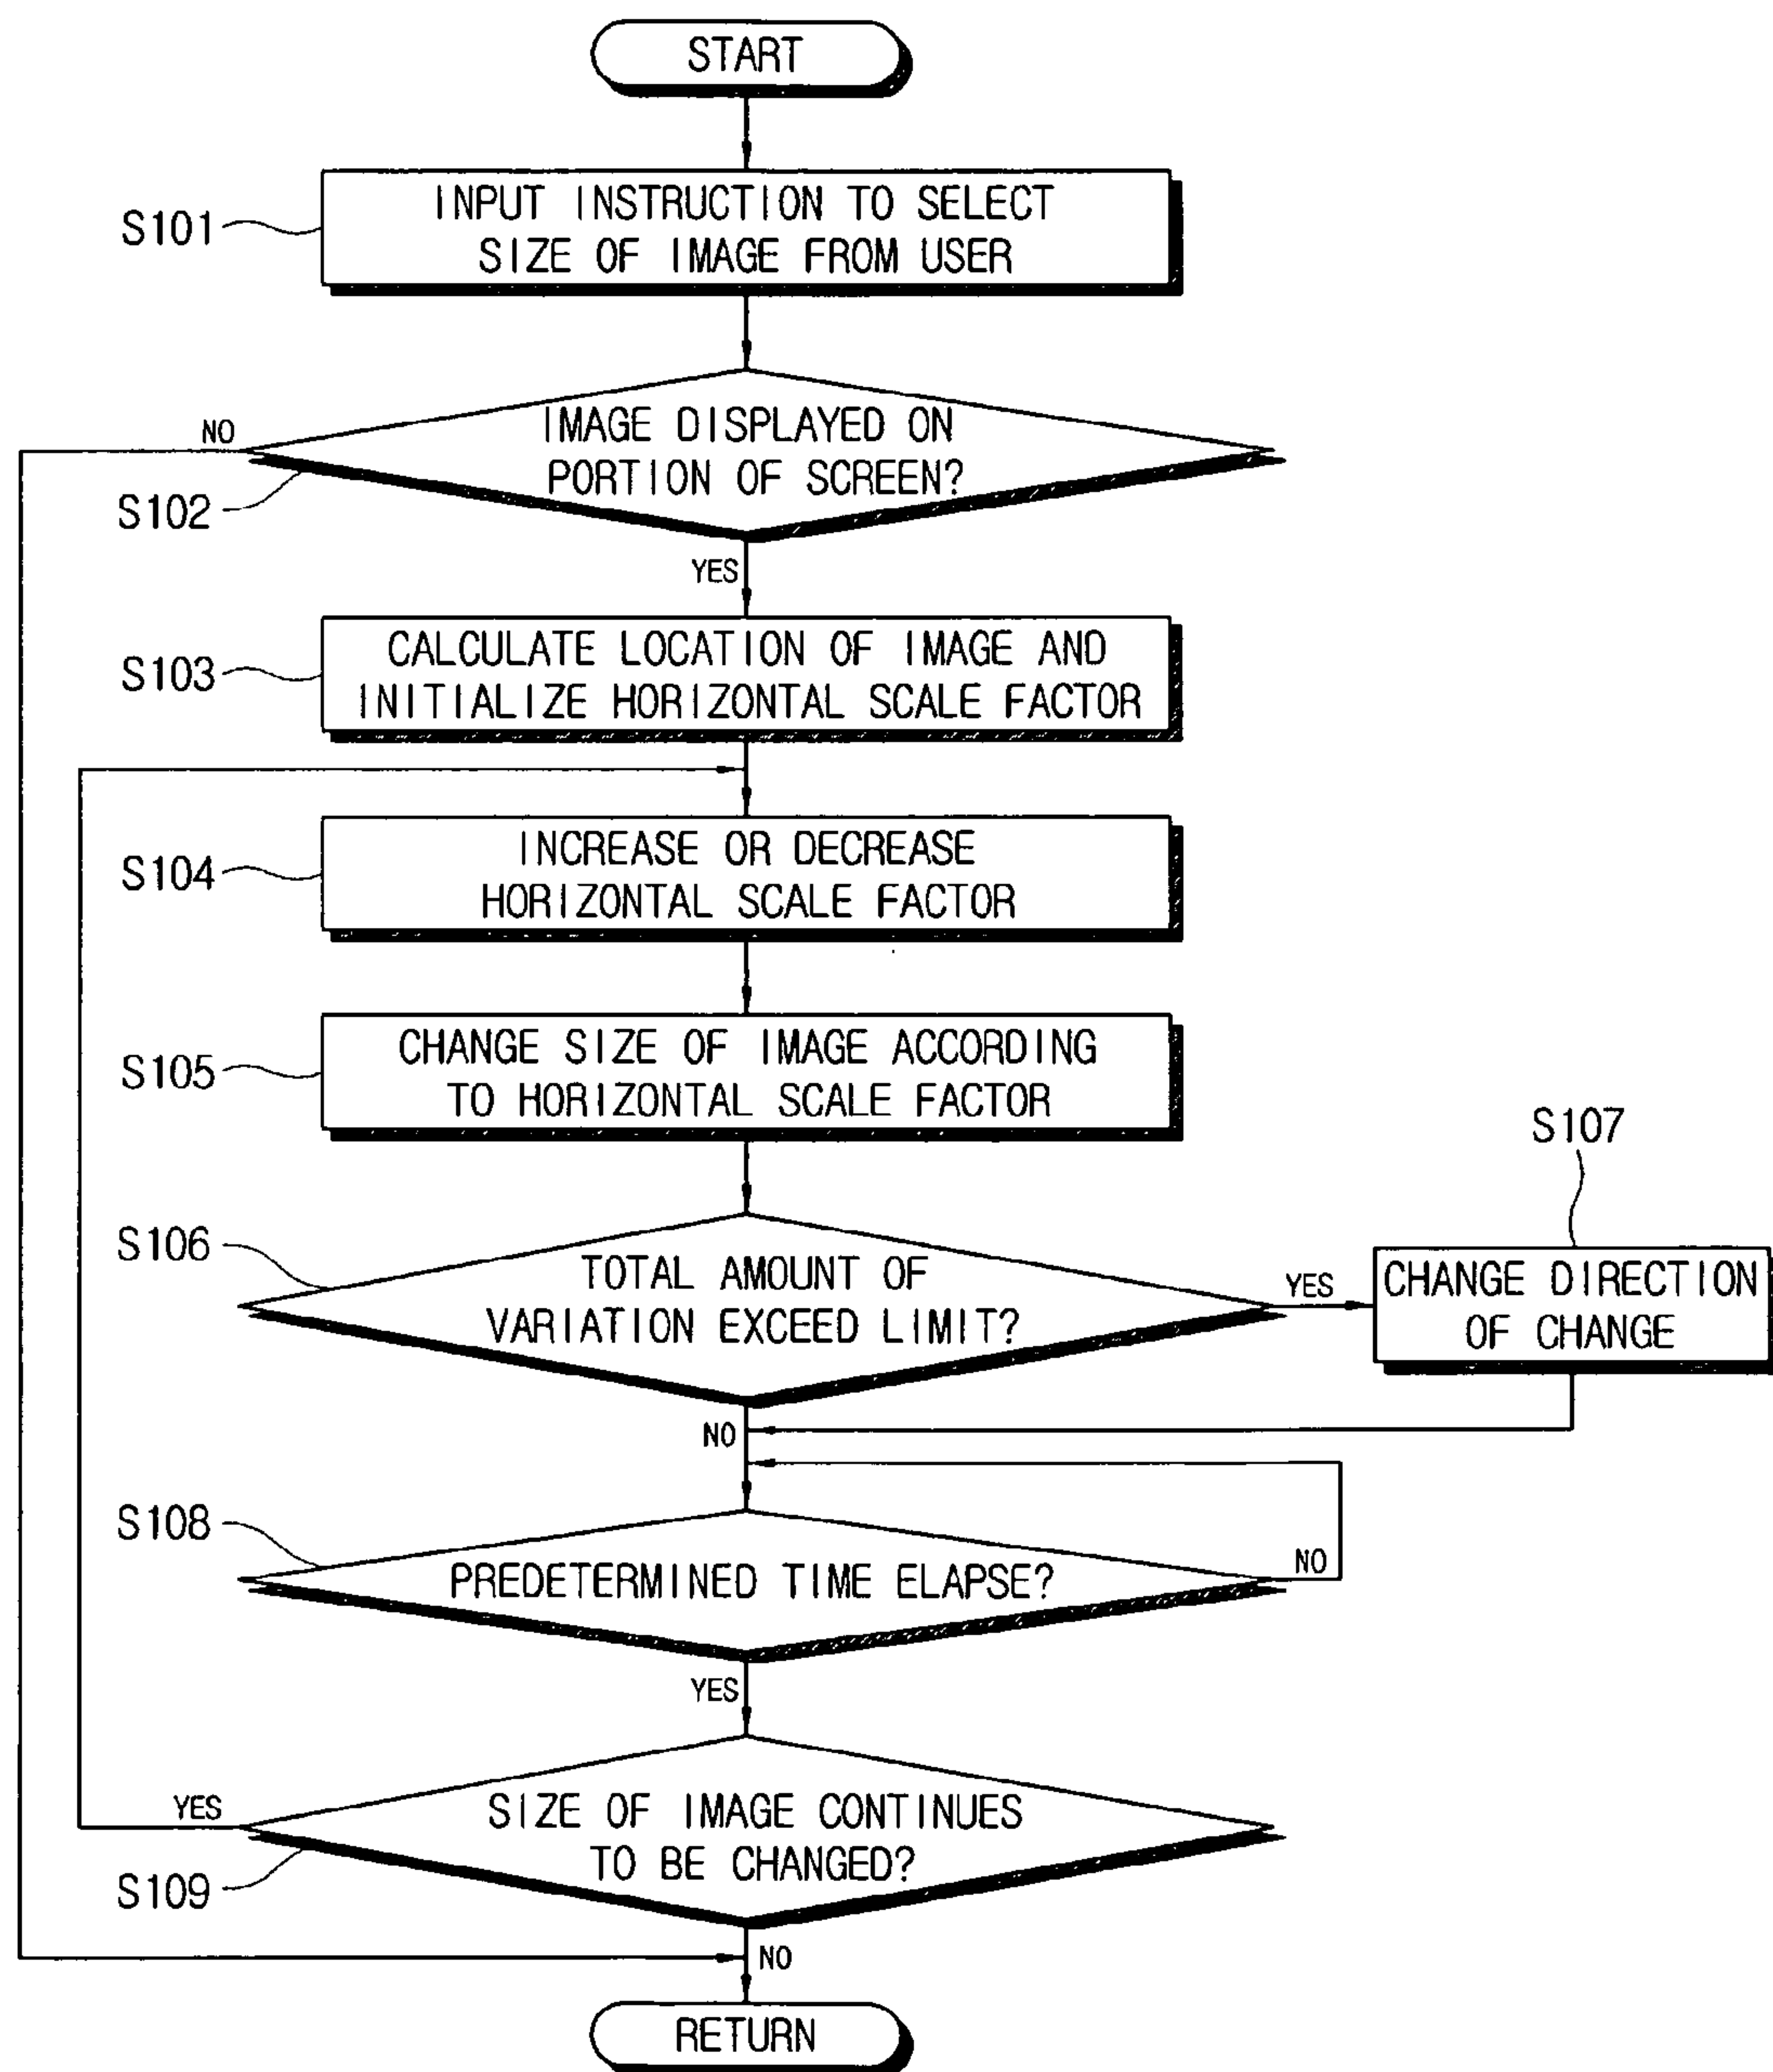 START
S101
INPUT INSTRUCTION TO SELECT
SIZE OF IMAGE FROM USER
NO
IMAGE DISPLAYED ON
PORTION OF SCREEN?
S102
YES
S103
CALCULATE LOCATION OF IMAGE AND
INITIALIZE HORIZONTAL SCALE FACTOR
S104
INCREASE OR DECREASE
HORIZONTAL SCALE FACTOR
S105
CHANGE SIZE OF IMAGE ACCORDING
TO HORIZONTAL SCALE FACTOR
S107
S106
TOTAL AMOUNT OF
VARIATION EXCEED LIMIT?
YES
CHANGE DIRECTION
OF CHANGE
NO
S108
PREDETERMINED TIME ELAPSE?
NO
YES
YES
SIZE OF IMAGE CONTINUES
TO BE CHANGED?
S109
NO
RETURN